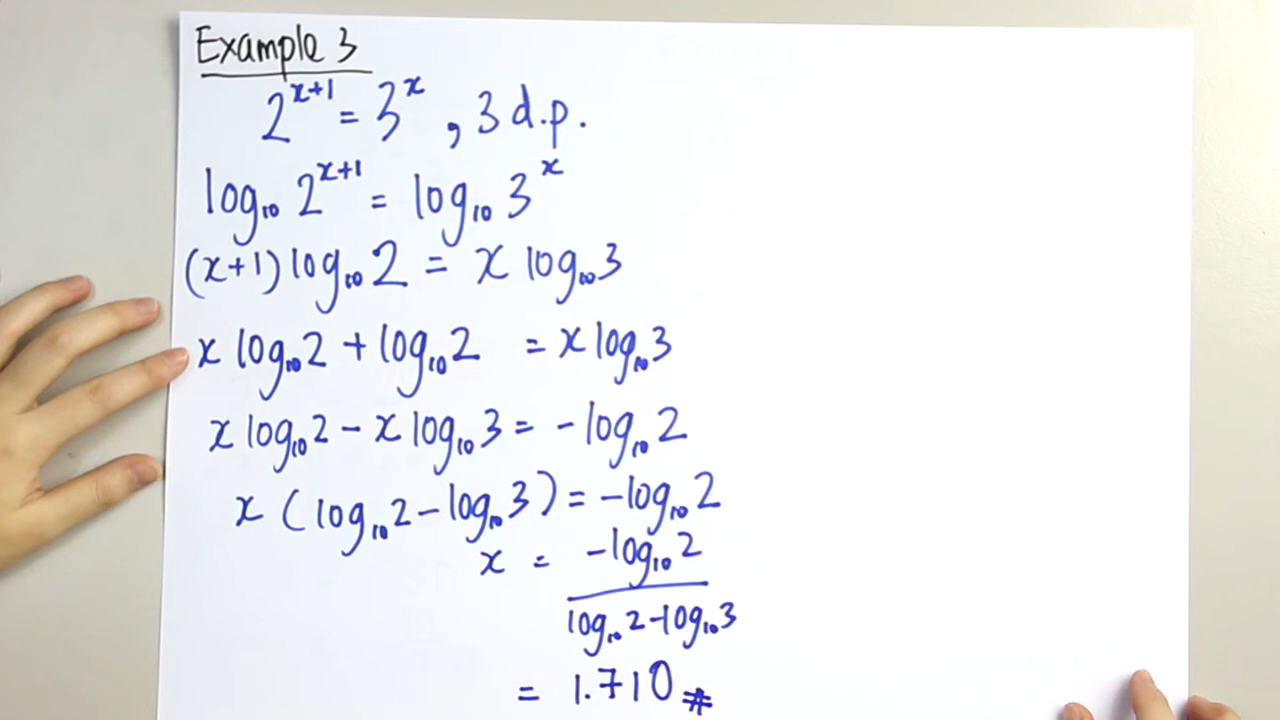 Example 3
2^{x+1} = 3^x , 3 d.p.
log₁₀ 2^{x+1} = log₁₀ 3^x
(x+1) log₁₀ 2 = x log₁₀ 3
x log₁₀ 2 + log₁₀ 2 = x log₁₀ 3
x log₁₀ 2 - x log₁₀ 3 = - log₁₀ 2
x (log₁₀ 2 - log₁₀ 3) = - log₁₀ 2
x = - log₁₀ 2
log₁₀ 2 - log₁₀ 3
= 1.710 #